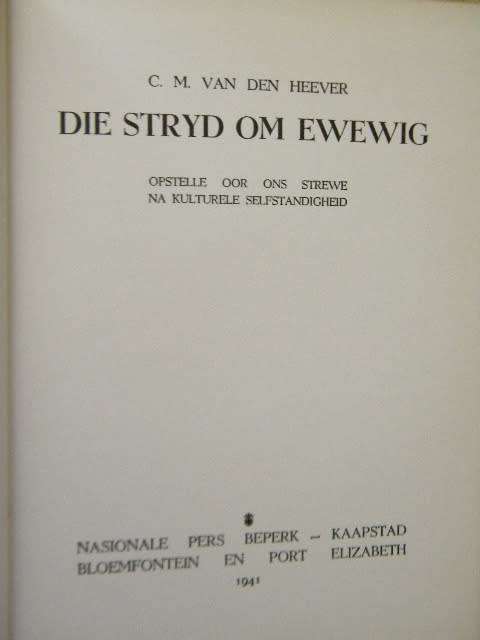 C. M. VAN DEN HEEVER
DIE STRYD OM EWEWIG
OPSTELLE OOR ONS STREWE
NA KULTURELE SELFSTANDIGHEID
NASIONALE PERS BEPERK – KAAPSTAD
BLOEMFONTEIN EN PORT ELIZABETH
1941